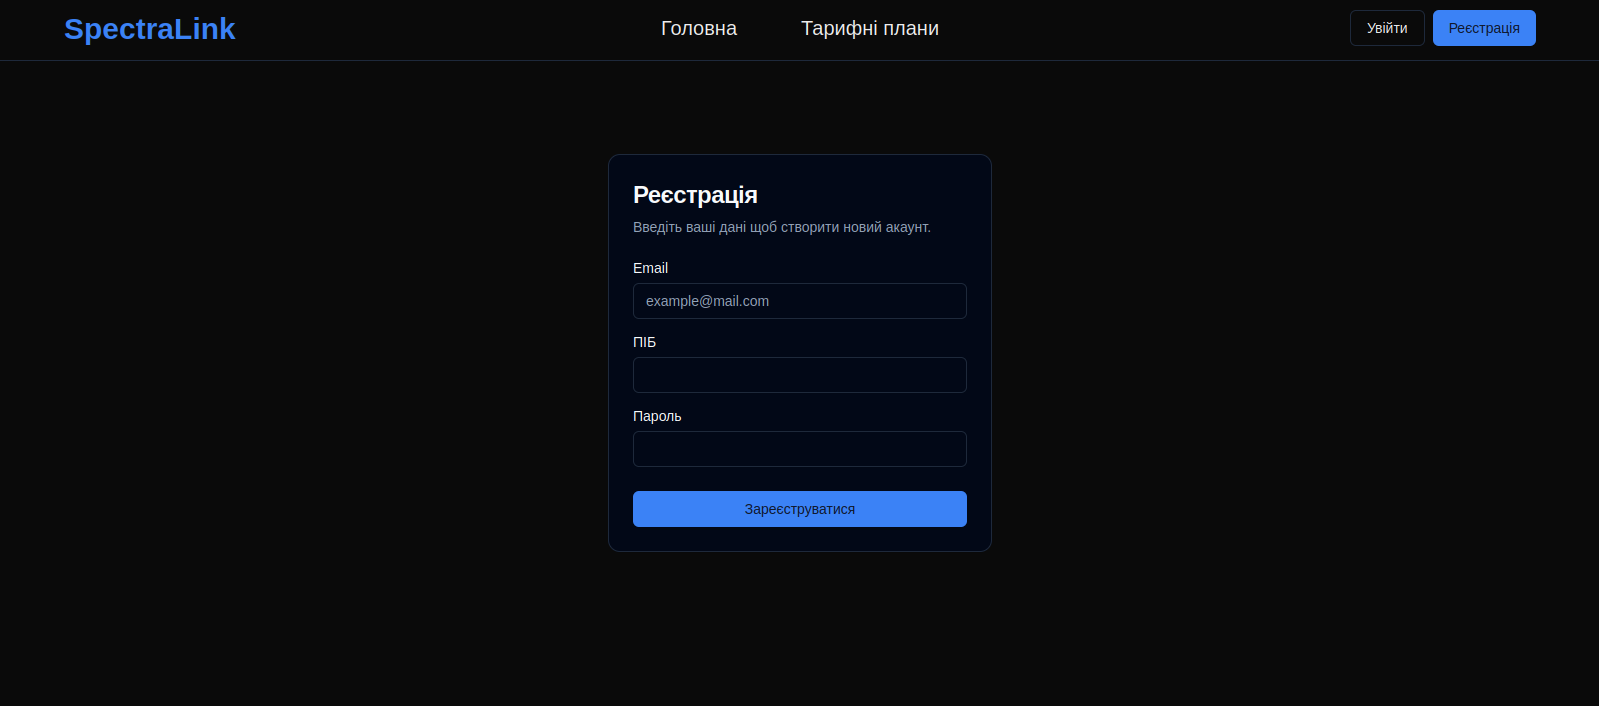 SpectraLink
Головна
Тарифні плани
Увійти
Реєстрація
Реєстрація
Введіть ваші дані щоб створити новий акаунт.
Email
example@mail.com
ПІБ
Пароль
Зареєструватися